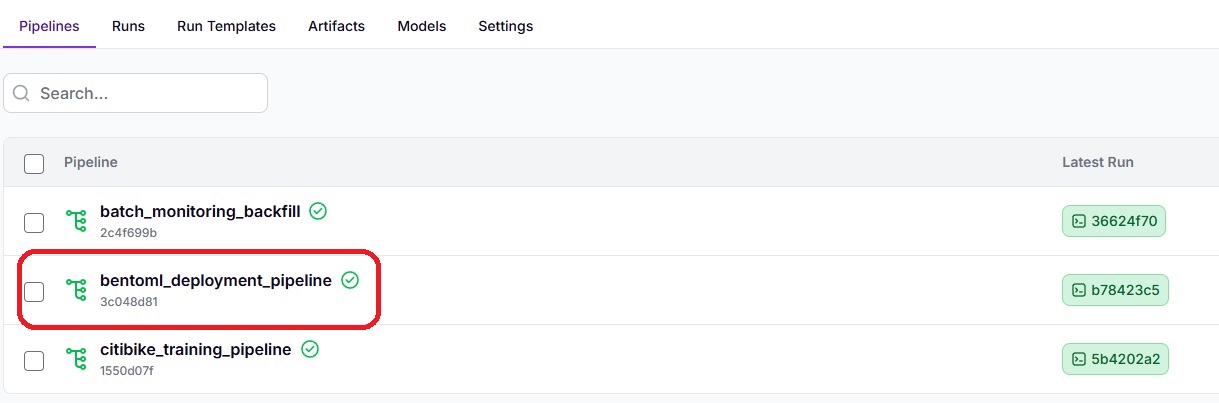 Pipelines Runs Run Templates Artifacts Models Settings
Search...
Pipeline Latest Run
batch_monitoring_backfill 36624f70
2c4f699b
bentoml_deployment_pipeline b78423c5
3c048d81
citibike_training_pipeline 5b4202a2
1550d07f